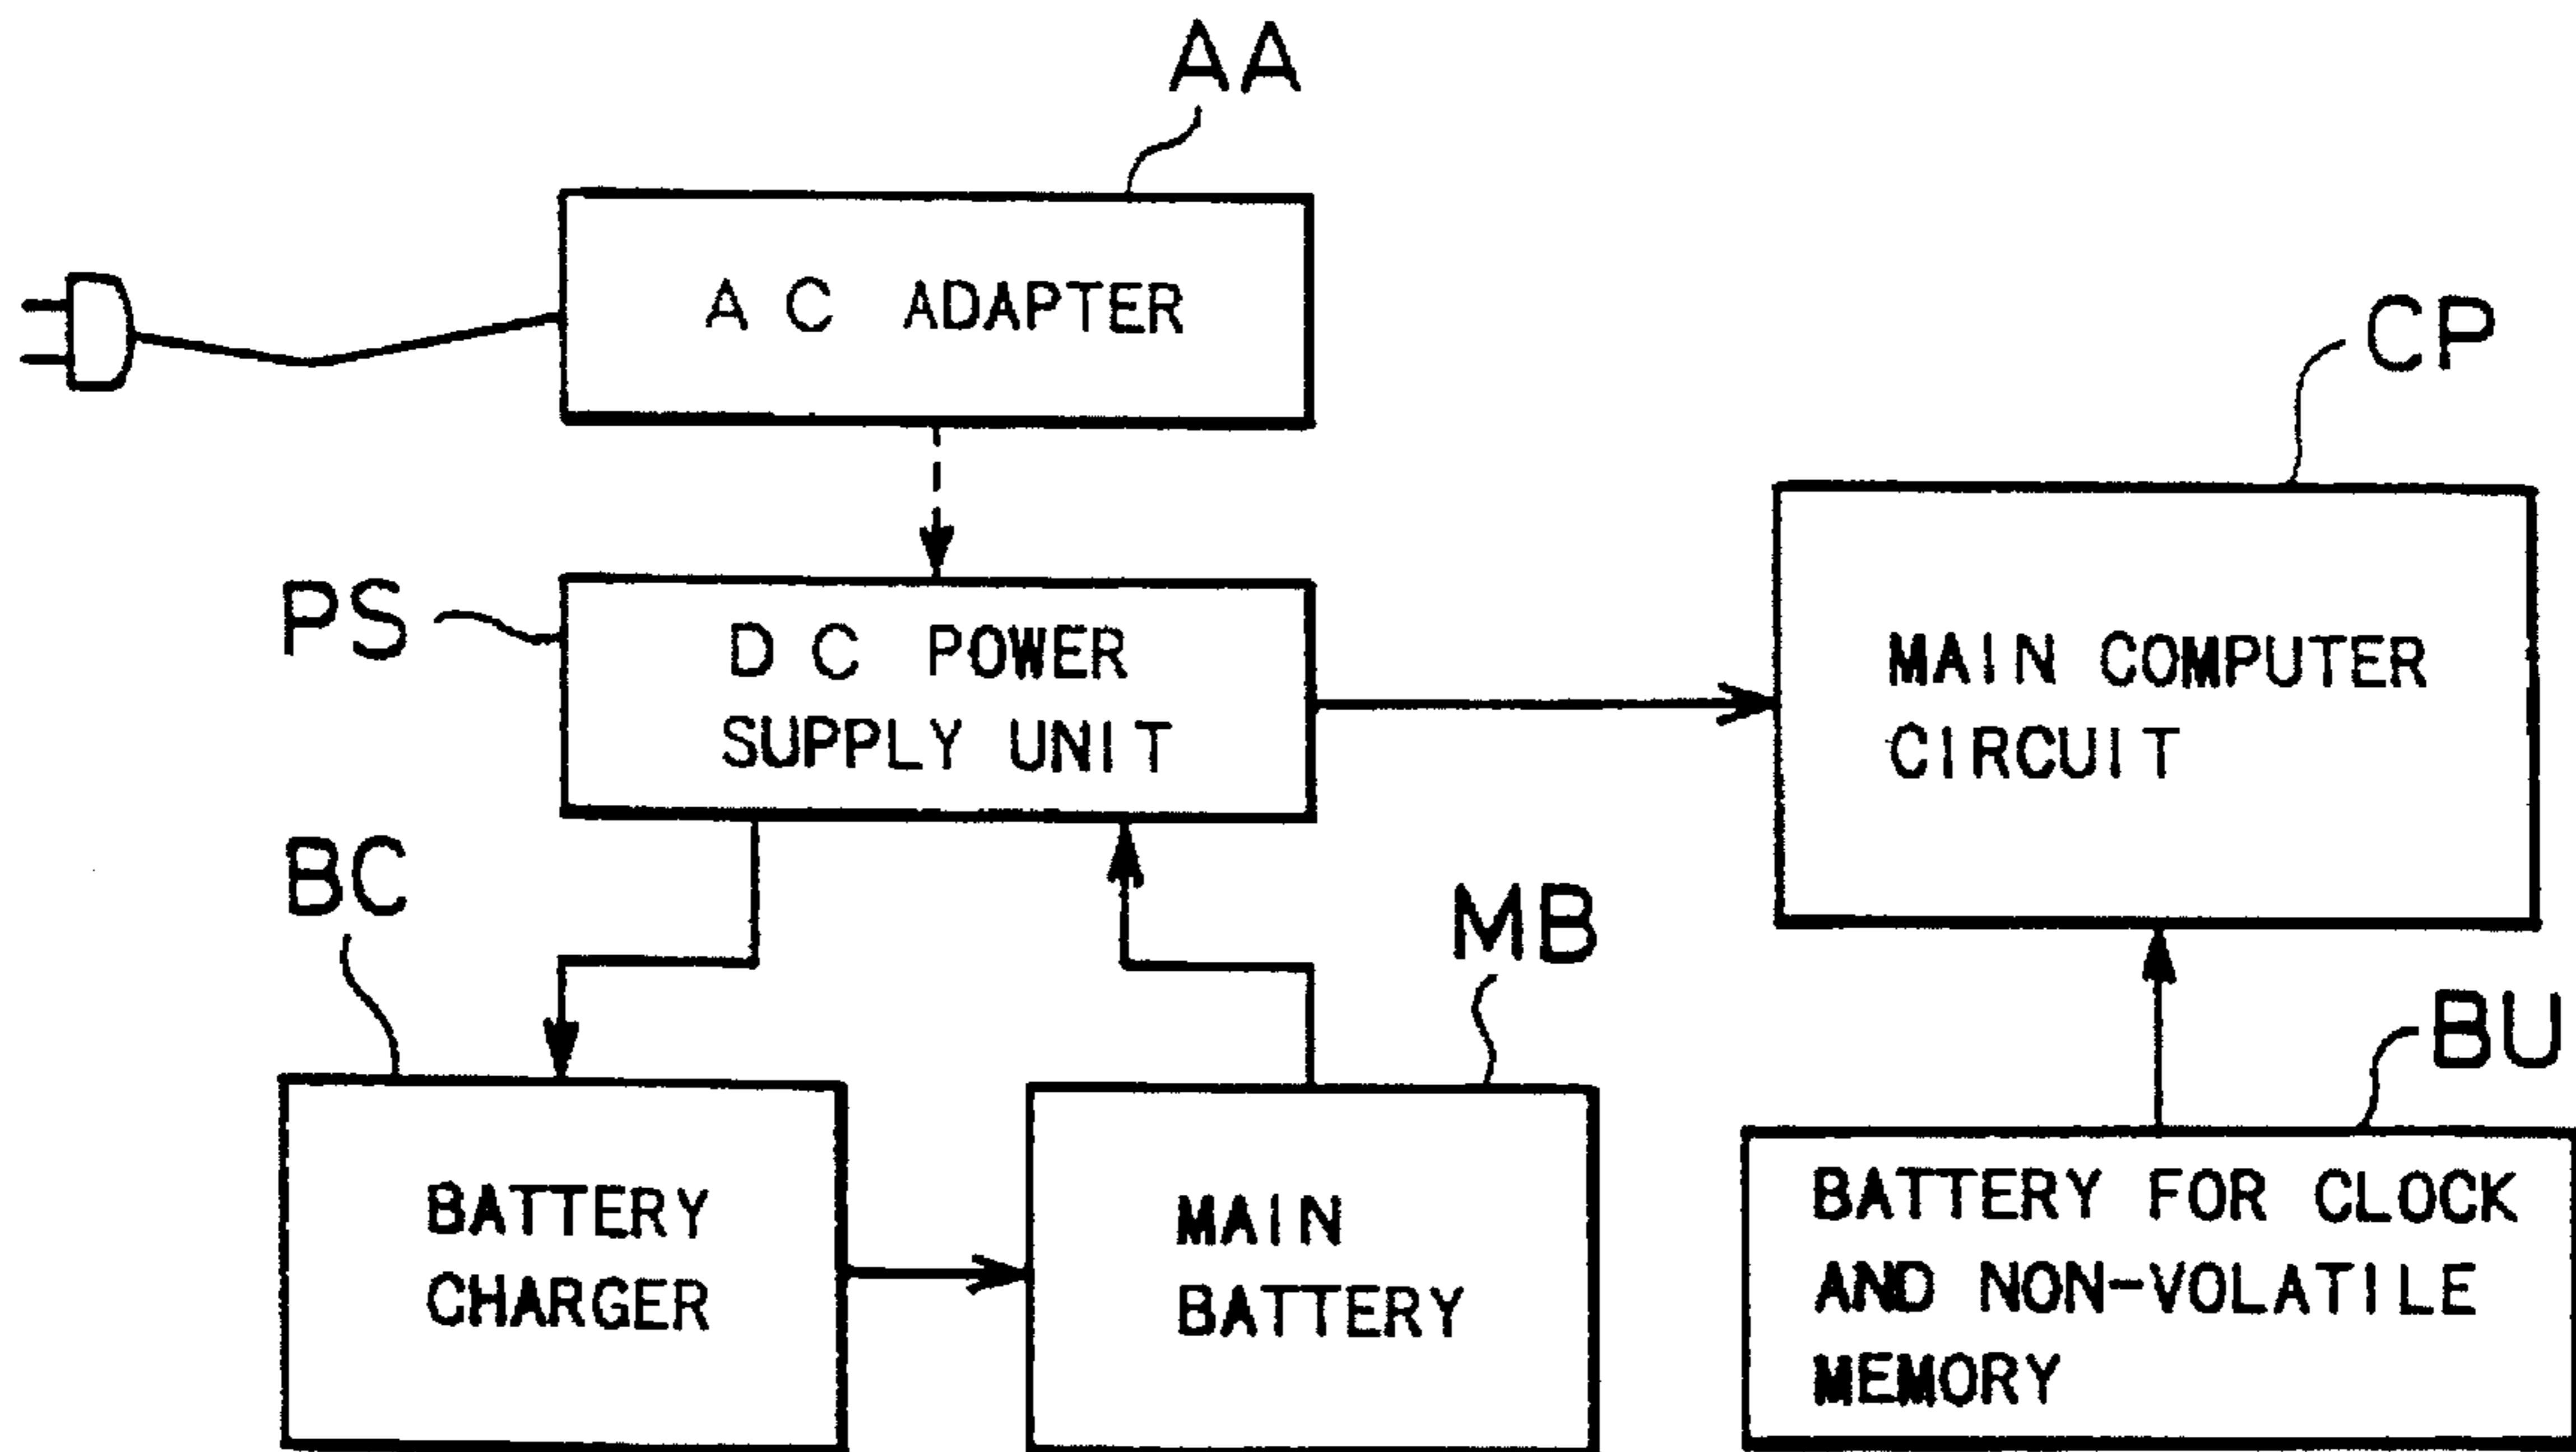 AA
A C ADAPTER
CP
PS
D C POWER
SUPPLY UNIT
MAIN COMPUTER
CIRCUIT
BC
MB
BU
BATTERY
CHARGER
MAIN
BATTERY
BATTERY FOR CLOCK
AND NON-VOLATILE
MEMORY